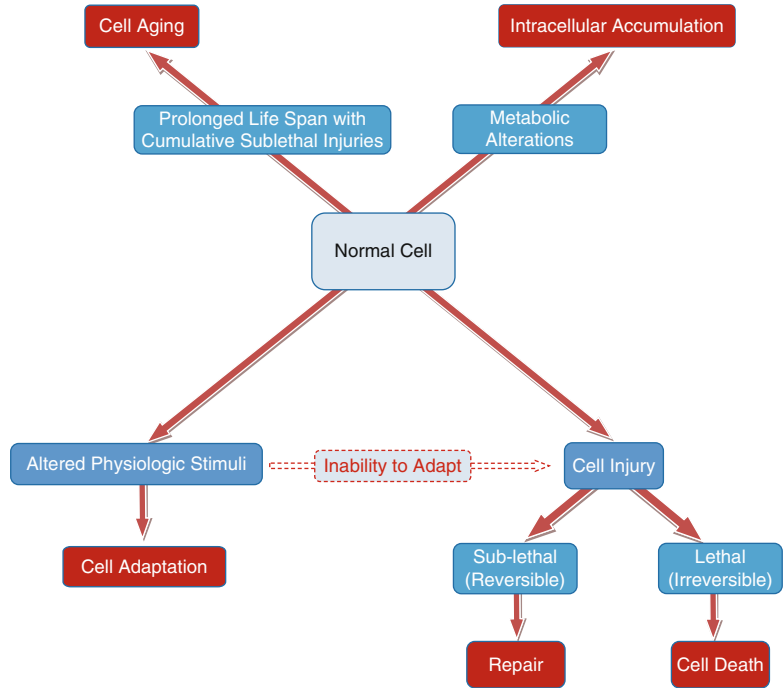 Cell Aging
Intracellular Accumulation
Prolonged Life Span with
Cumulative Sublethal Injuries
Metabolic
Alterations
Normal Cell
Altered Physiologic Stimuli
Inability to Adapt
Cell Injury
Cell Adaptation
Sub-lethal
(Reversible)
Lethal
(Irreversible)
Repair
Cell Death